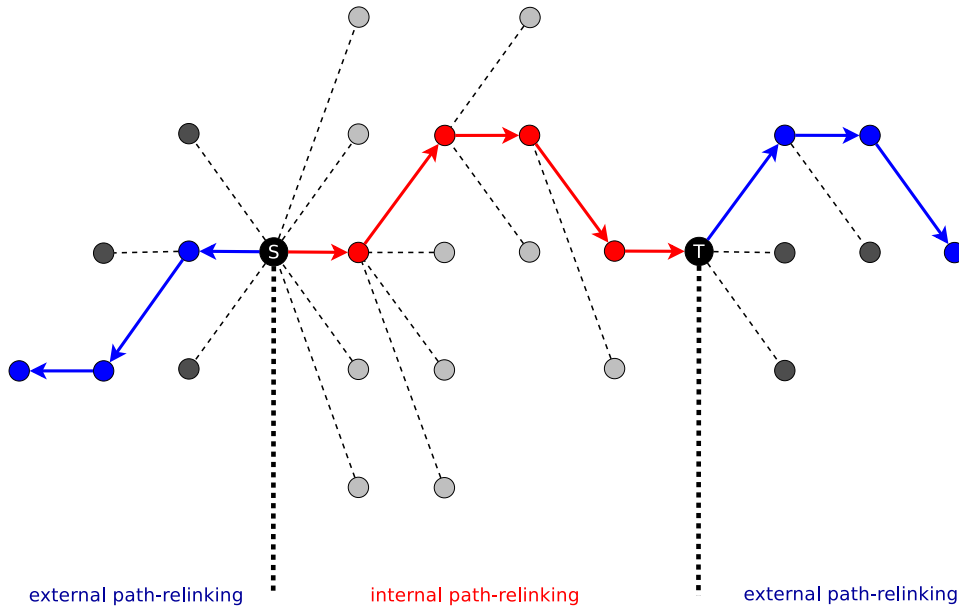 S
T
external path-relinking
internal path-relinking
external path-relinking